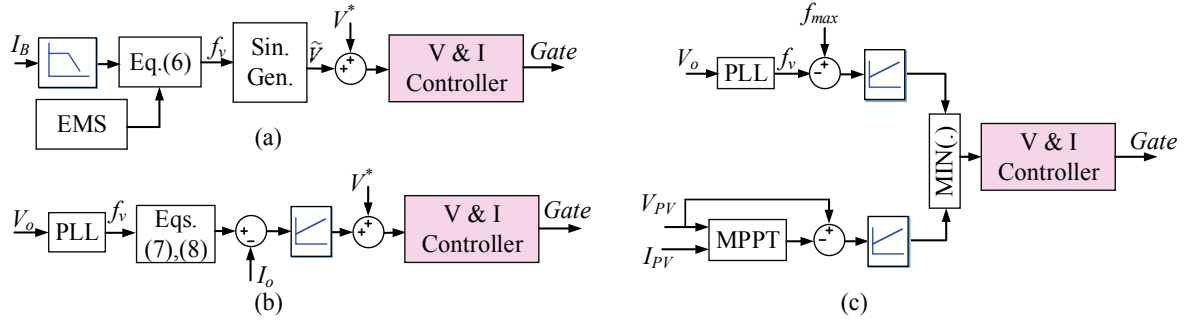 I_B
Eq.(6)
f_v
Sin.
Gen.
Ṽ
V*
+
+
V & I
Controller
Gate
EMS
(a)
V_o
PLL
f_v
Eqs.
(7),(8)
+
−
I_o
V*
+
+
V & I
Controller
Gate
(b)
f_max
V_o
PLL
f_v
+
−
MIN(.)
V & I
Controller
Gate
V_PV
I_PV
MPPT
+
−
(c)